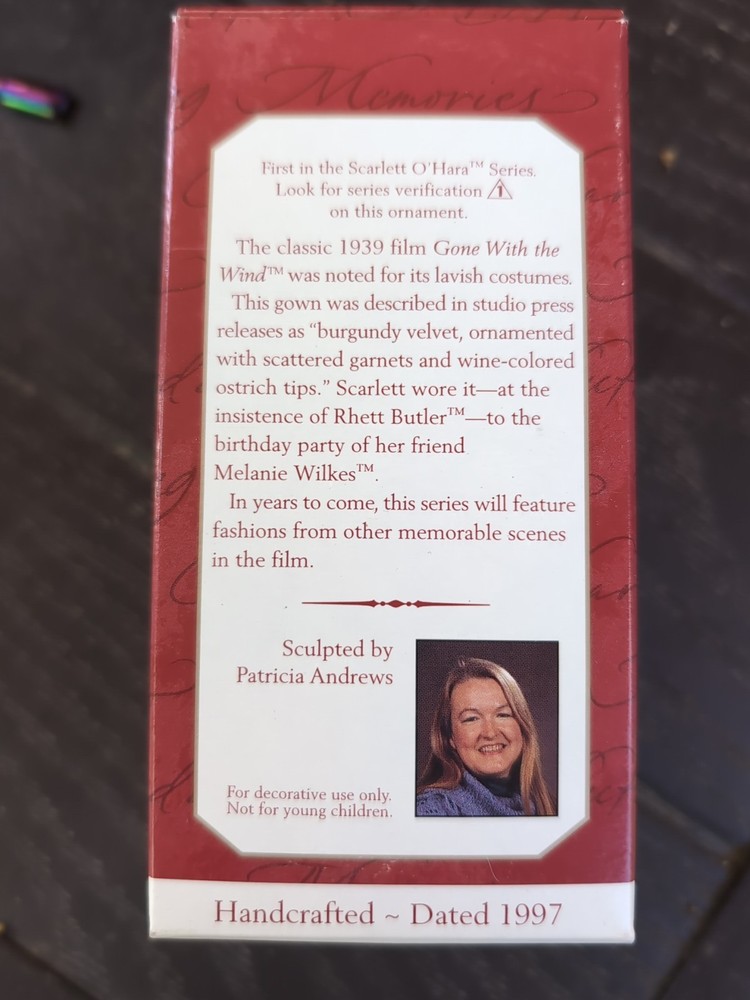 Memories
First in the Scarlett O'Hara™ Series.
Look for series verification 1
on this ornament.
The classic 1939 film Gone With the
Wind™ was noted for its lavish costumes.
This gown was described in studio press
releases as “burgundy velvet, ornamented
with scattered garnets and wine-colored
ostrich tips.” Scarlett wore it—at the
insistence of Rhett Butler™—to the
birthday party of her friend
Melanie Wilkes™.
In years to come, this series will feature
fashions from other memorable scenes
in the film.
Sculpted by
Patricia Andrews
For decorative use only.
Not for young children.
Handcrafted ~ Dated 1997